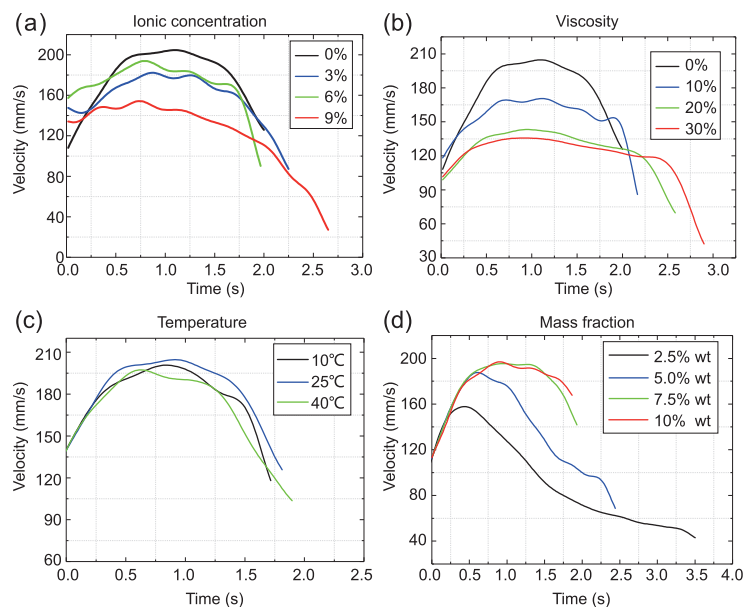 (a)
Ionic concentration
200
160
120
80
40
0
Velocity (mm/s)
0.0 0.5 1.0 1.5 2.0 2.5 3.0
Time (s)
0%
3%
6%
9%
(b)
Viscosity
210
180
150
120
90
60
30
Velocity (mm/s)
0.0 0.5 1.0 1.5 2.0 2.5 3.0
Time (s)
0%
10%
20%
30%
(c)
Temperature
210
180
150
120
90
60
Velocity (mm/s)
0.0 0.5 1.0 1.5 2.0 2.5
Time (s)
10℃
25℃
40℃
(d)
Mass fraction
200
160
120
80
40
Velocity (mm/s)
0.0 0.5 1.0 1.5 2.0 2.5 3.0 3.5 4.0
Time (s)
2.5% wt
5.0% wt
7.5% wt
10% wt